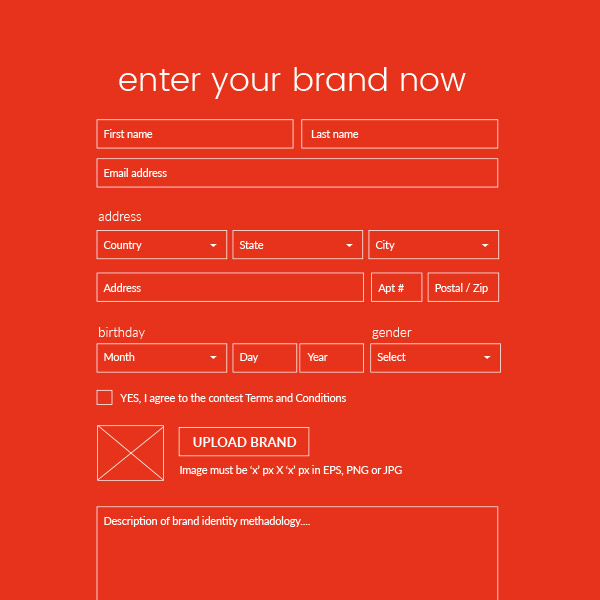 enter your brand now
First name Last name
Email address
address
Country State City
Address Apt # Postal / Zip
birthday gender
Month Day Year Select
YES, I agree to the contest Terms and Conditions
UPLOAD BRAND
Image must be ‘x’ px X ‘x’ px in EPS, PNG or JPG
Description of brand identity methadology....